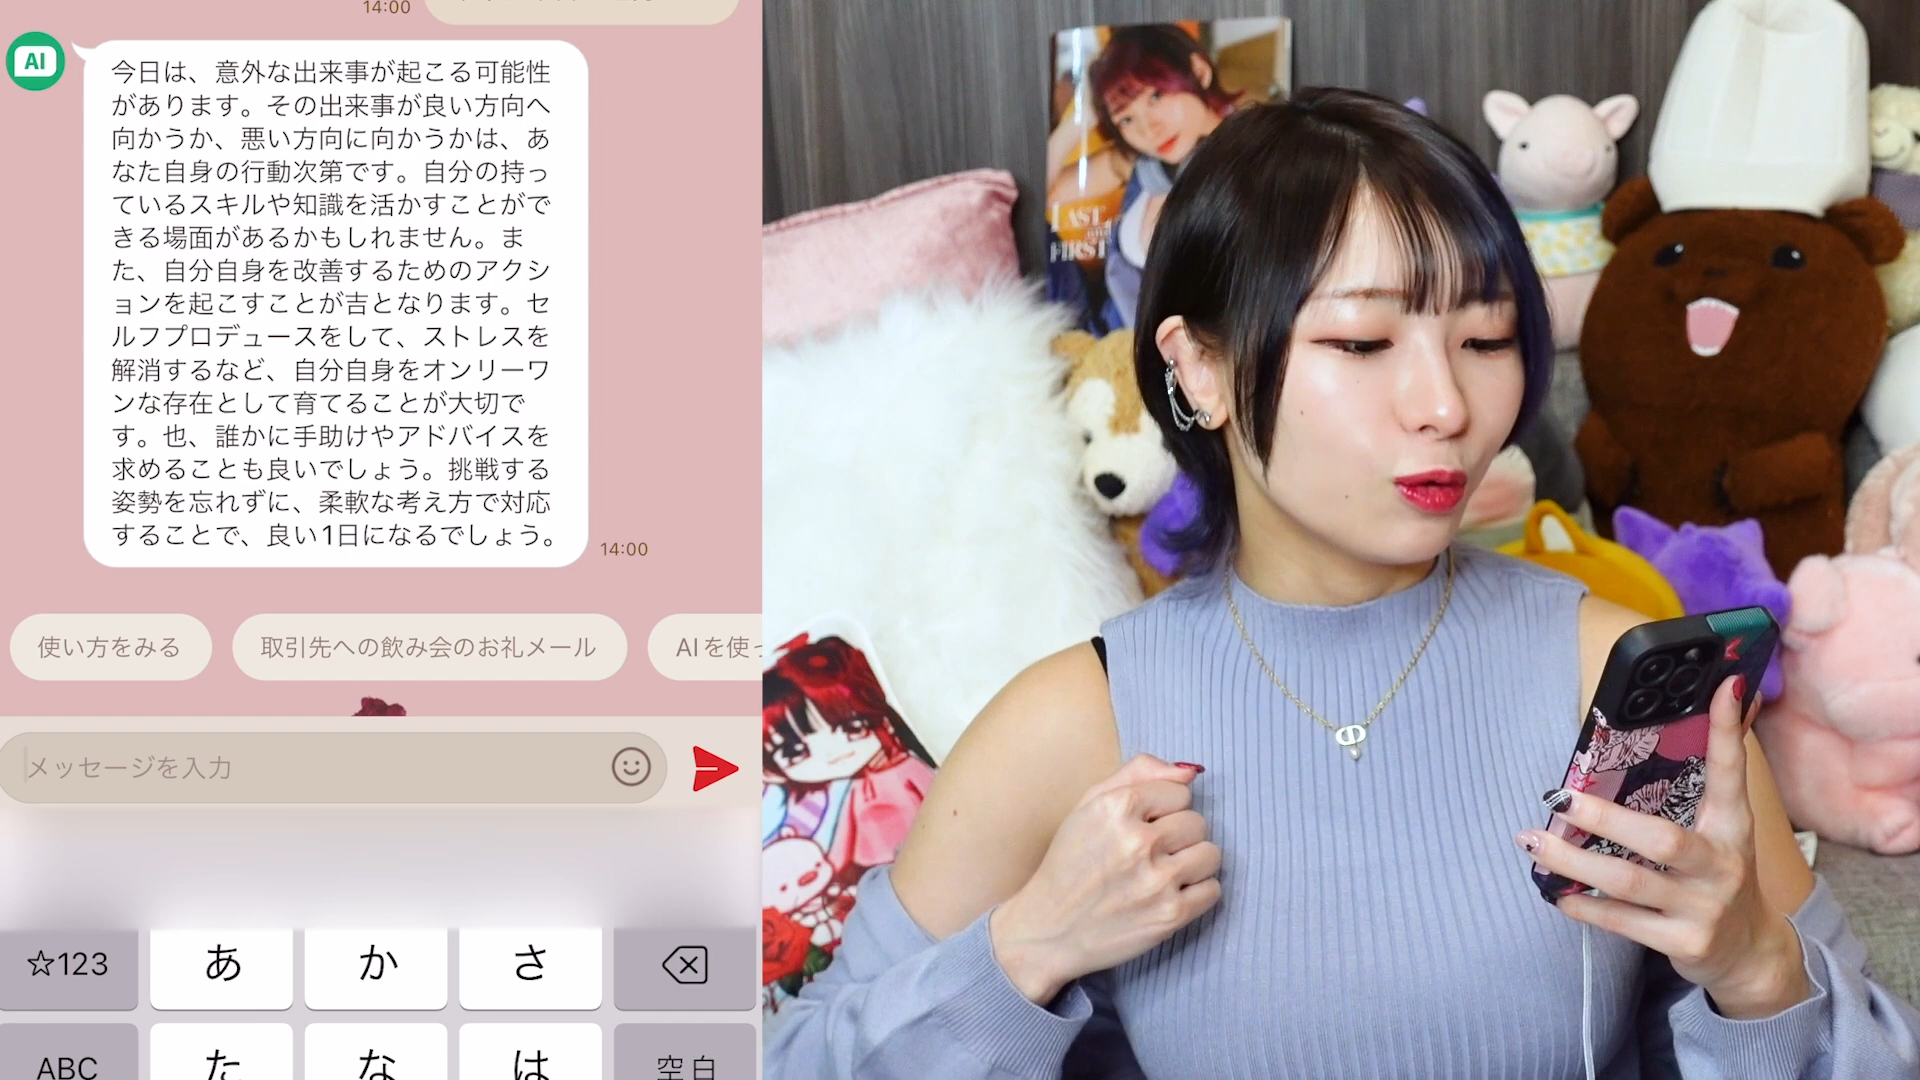 14:00
AI
今日は、意外な出来事が起こる可能性
があります。その出来事が良い方向へ
向かうか、悪い方向に向かうかは、あ
なた自身の行動次第です。自分の持っ
ているスキルや知識を活かすことがで
きる場面があるかもしれません。ま
た、自分自身を改善するためのアクシ
ョンを起こすことが吉となります。セ
ルフプロデュースをして、ストレスを
解消するなど、自分自身をオンリーワ
ンな存在として育てることが大切で
す。也、誰かに手助けやアドバイスを
求めることも良いでしょう。挑戦する
姿勢を忘れずに、柔軟な考え方で対応
することで、良い1日になるでしょう。
14:00
使い方をみる
取引先への飲み会のお礼メール
AIを使っ
メッセージを入力
☆123
あ
か
さ
ABC
た
な
は
空白
LAST
and
FIRST